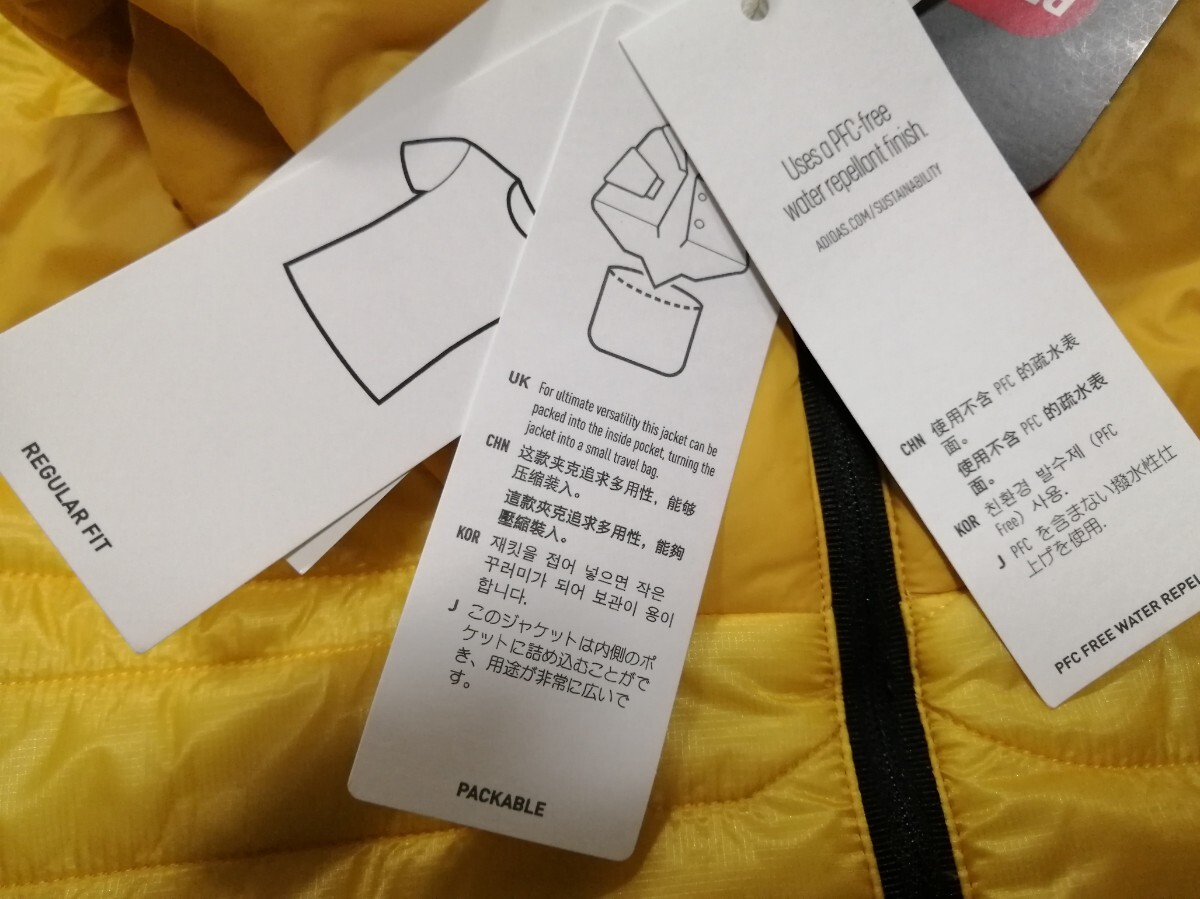 REGULAR FIT
UK For ultimate versatility this jacket can be
packed into the inside pocket, turning the
jacket into a small travel bag.
CHN 这款夹克追求多用性，能够
压缩装入。
這款夾克追求多用性，能夠
壓縮裝入。
KOR 재킷을 접어 넣으면 작은
꾸러미가 되어 보관이 용이
합니다.
J このジャケットは内側のポ
ケットに詰め込むことがで
き、用途が非常に広いで
す。
PACKABLE
Uses a PFC-free
water repellant finish.
ADIDAS.COM/SUSTAINABILITY
CHN 使用不含 PFC 的疏水表
面。
使用不含 PFC 的疏水表
面。
KOR 친환경 발수제 (PFC
Free) 사용.
J PFC を含まない撥水性仕
上げを使用.
PFC FREE WATER REPEL